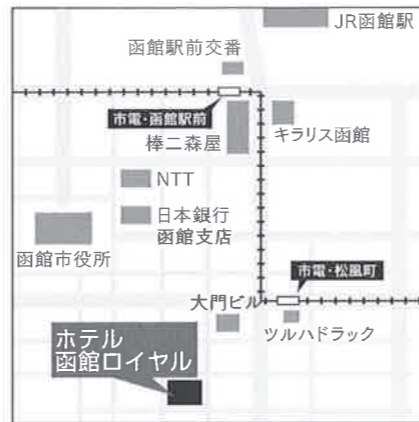 JR函館駅
函館駅前交番
市電・函館駅前
棒二森屋
キラリス函館
NTT
日本銀行
函館支店
函館市役所
市電・松風町
大門ビル
ツルハドラック
ホテル
函館ロイヤル